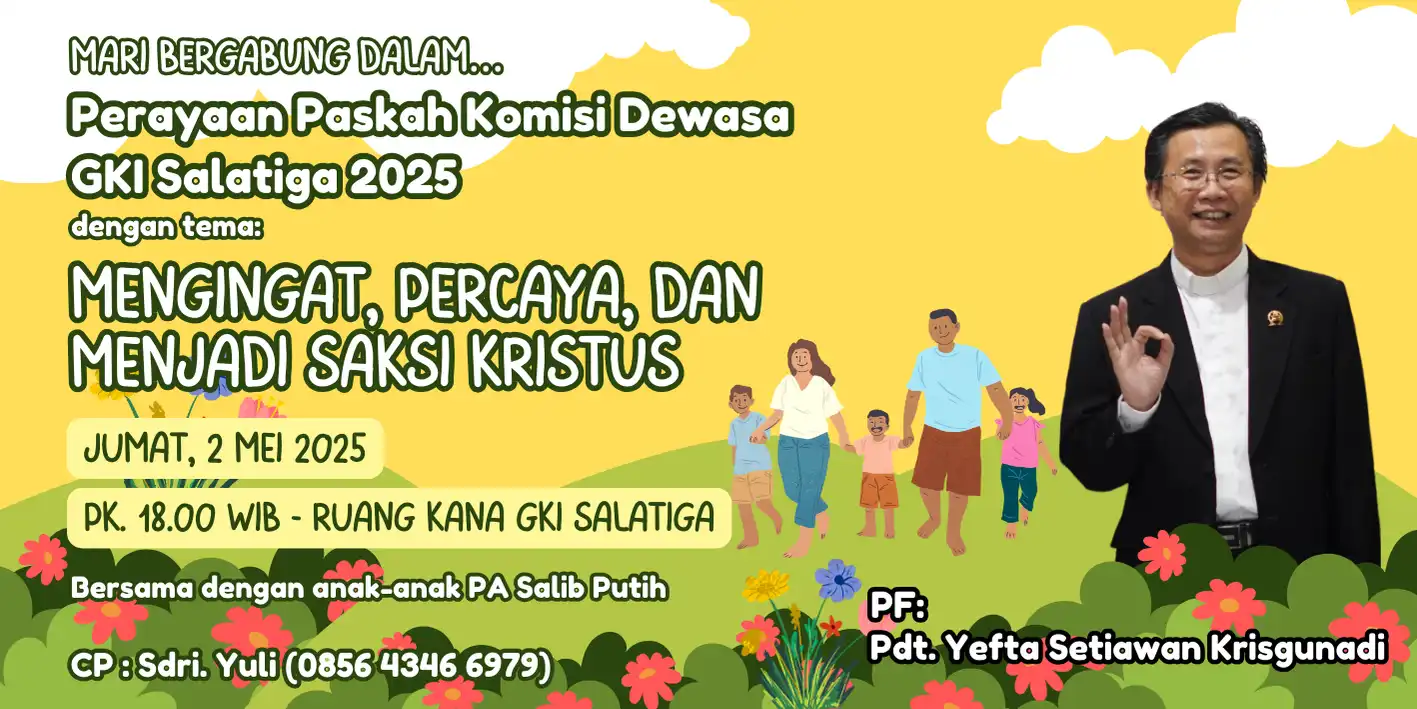 MARI BERGABUNG DALAM...
Perayaan Paskah Komisi Dewasa
GKI Salatiga 2025
dengan tema:
MENGINGAT, PERCAYA, DAN
MENJADI SAKSI KRISTUS
JUMAT, 2 MEI 2025
PK. 18.00 WIB - RUANG KANA GKI SALATIGA
Bersama dengan anak-anak PA Salib Putih
CP : Sdri. Yuli (0856 4346 6979)
PF:
Pdt. Yefta Setiawan Krisgunadi